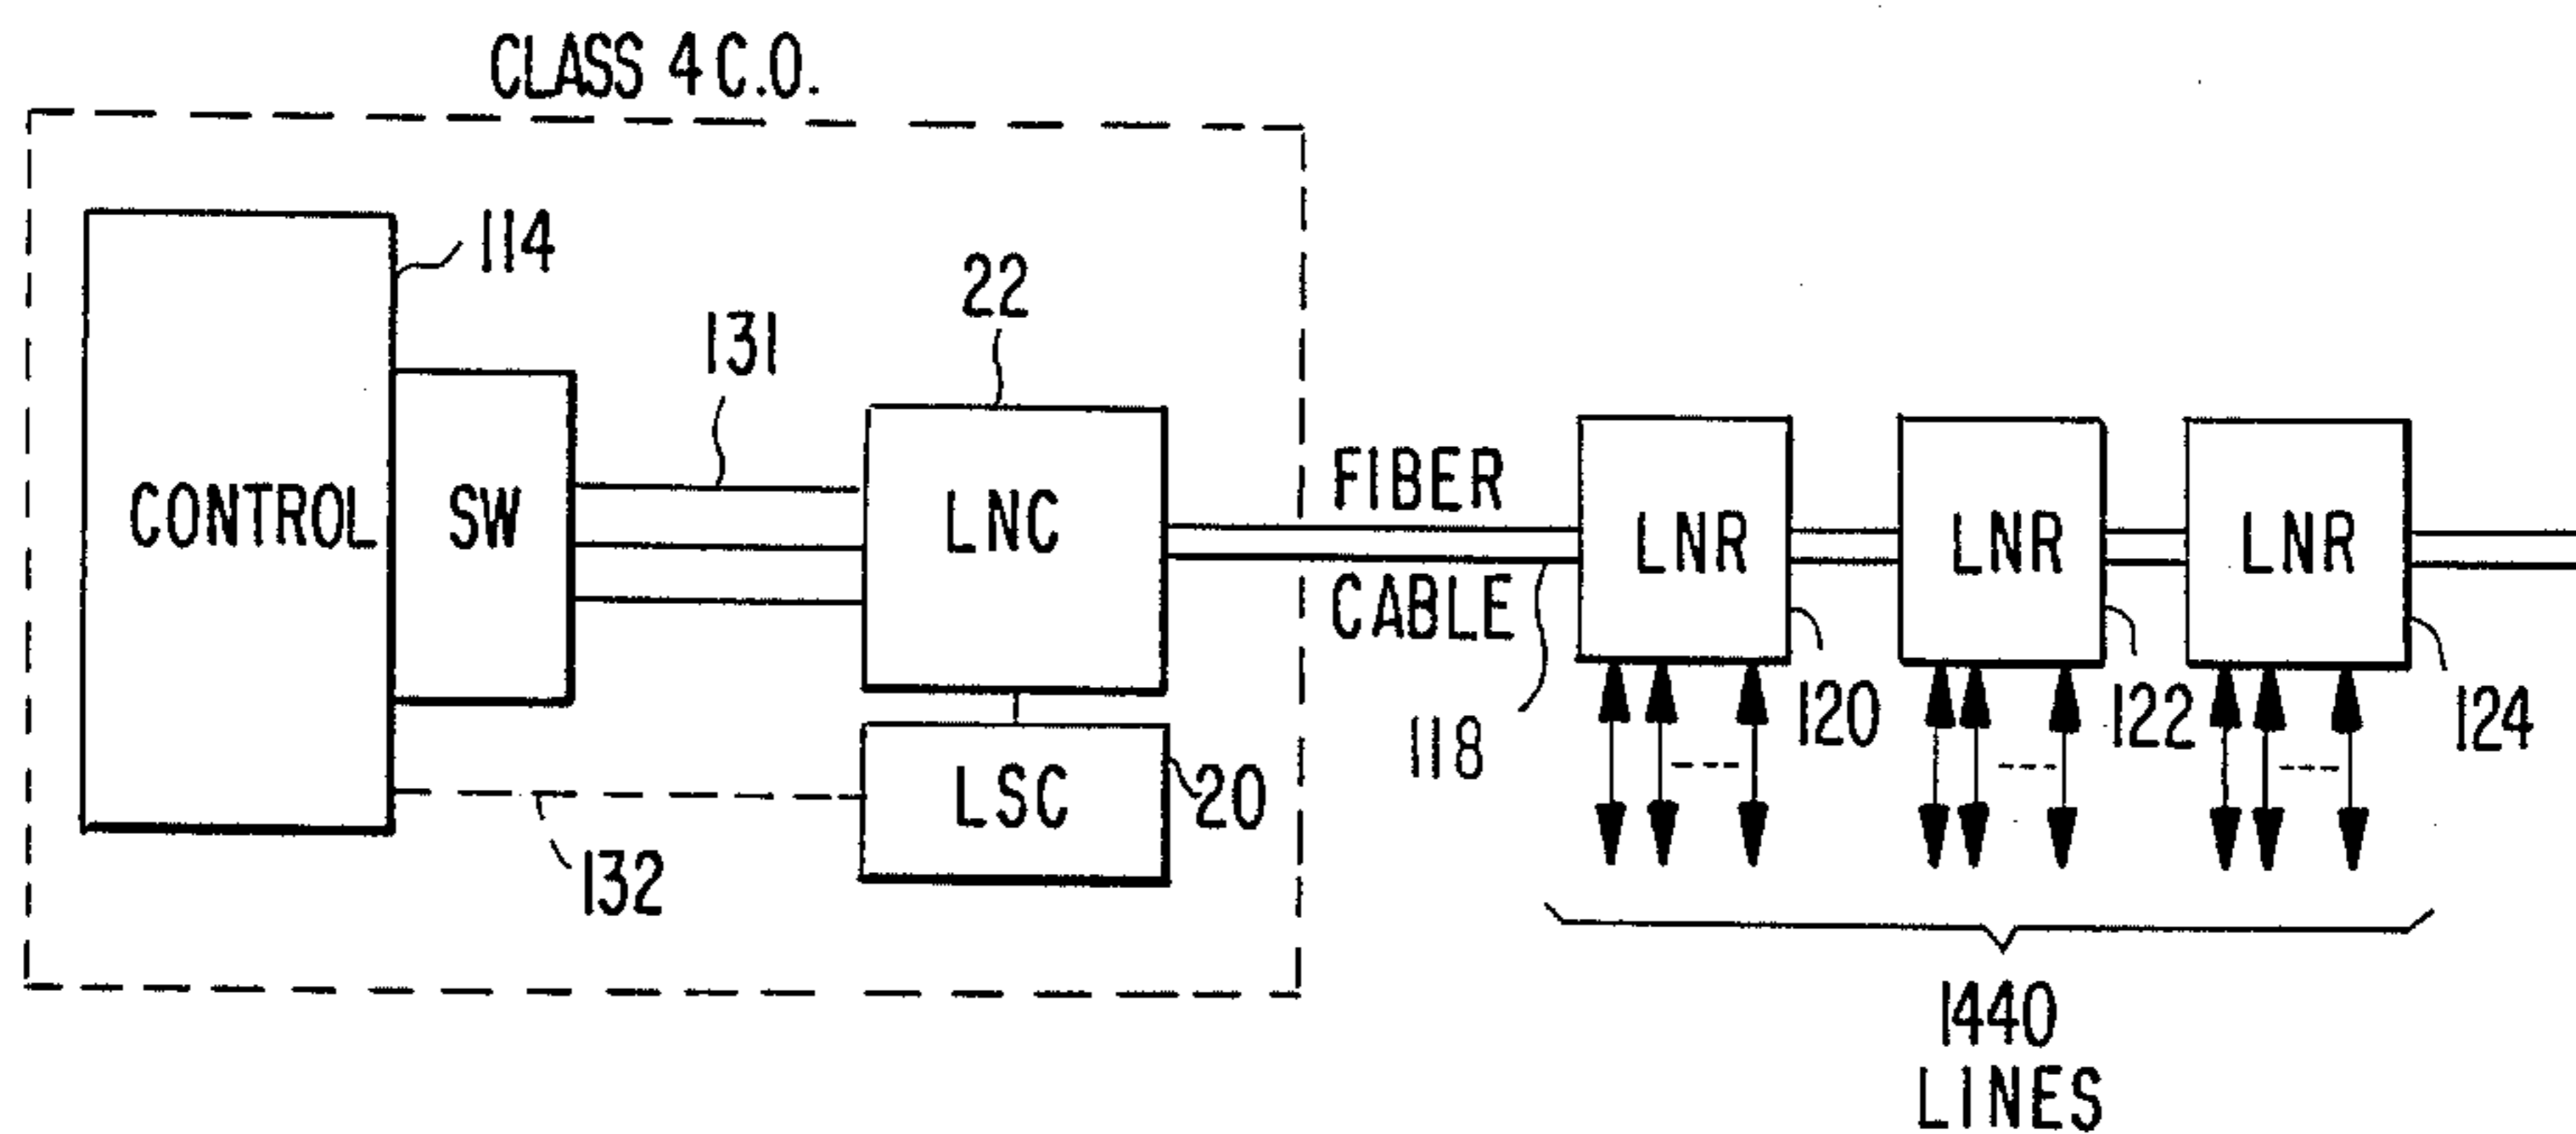 CLASS 4 C.O.
114
22
131
CONTROL
SW
LNC
FIBER
CABLE
LNR
LNR
LNR
118
120
122
124
LSC
20
132
1440
LINES